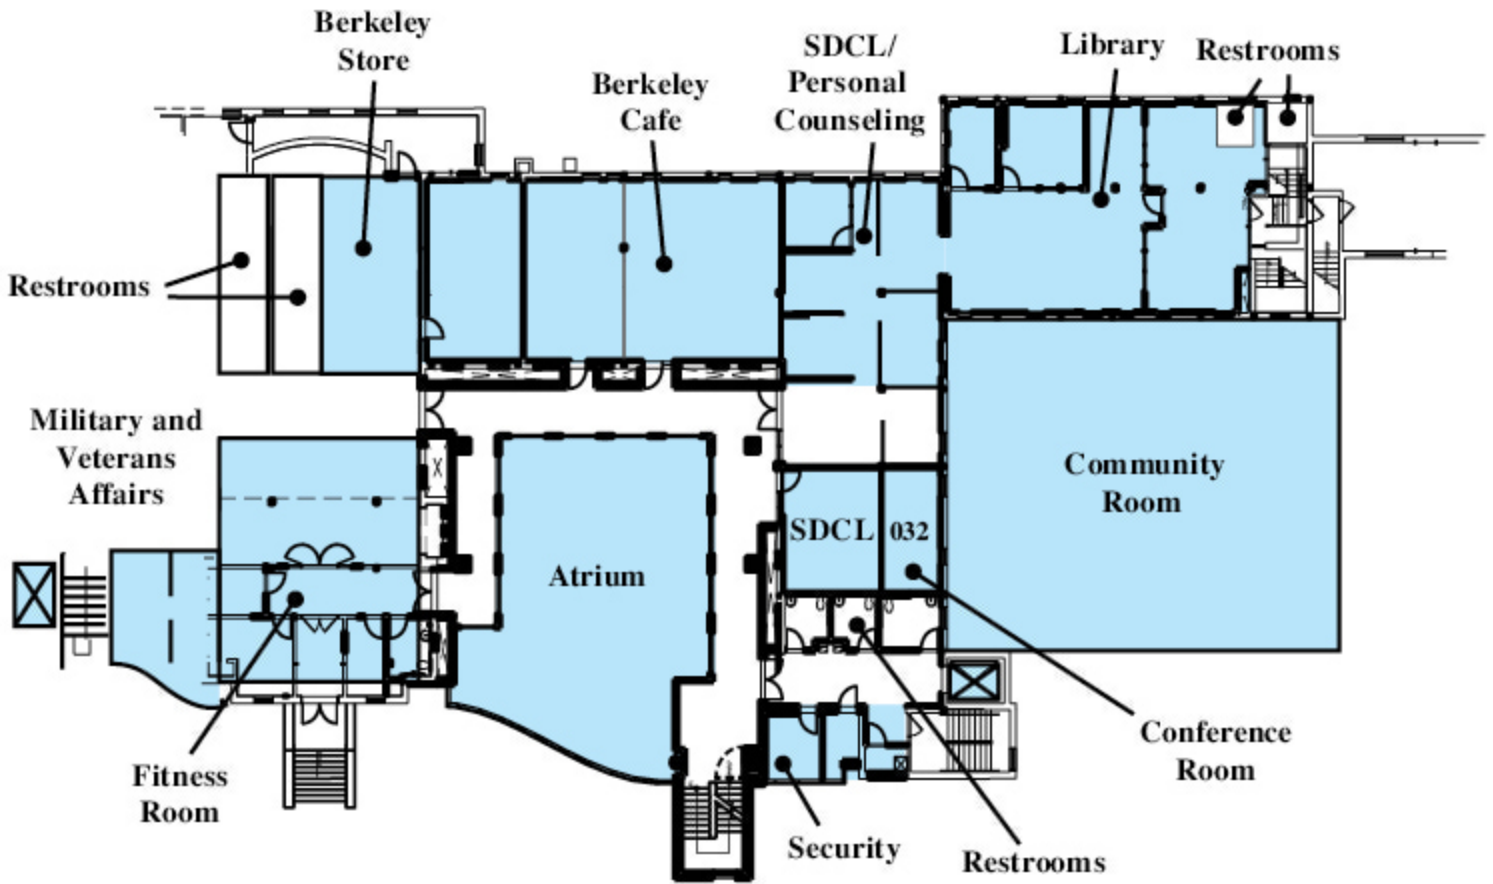 Berkeley
Store
Berkeley
Cafe
SDCL/
Personal
Counseling
Library
Restrooms
Restrooms
Military and
Veterans
Affairs
Community
Room
SDCL
032
Atrium
Fitness
Room
Conference
Room
Security
Restrooms